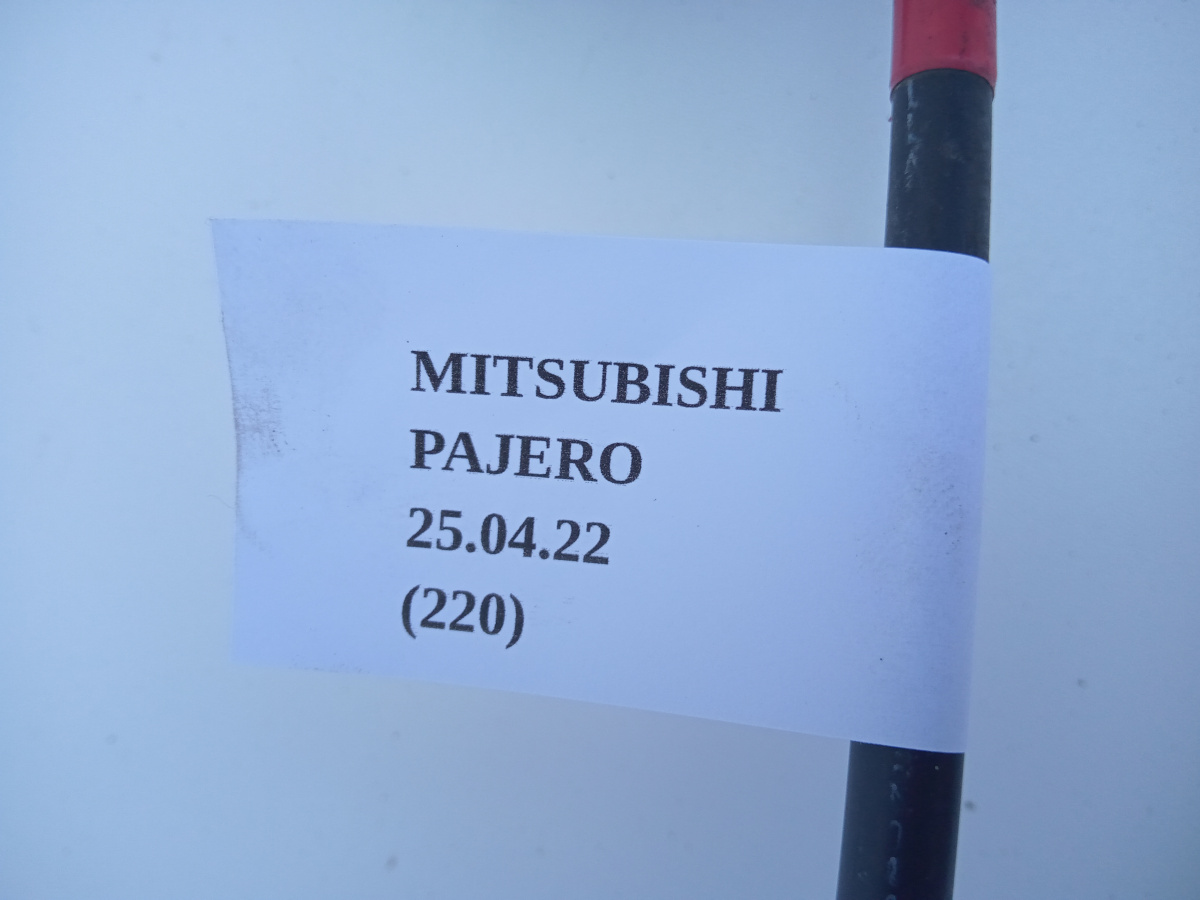 MITSUBISHI
PAJERO
25.04.22
(220)